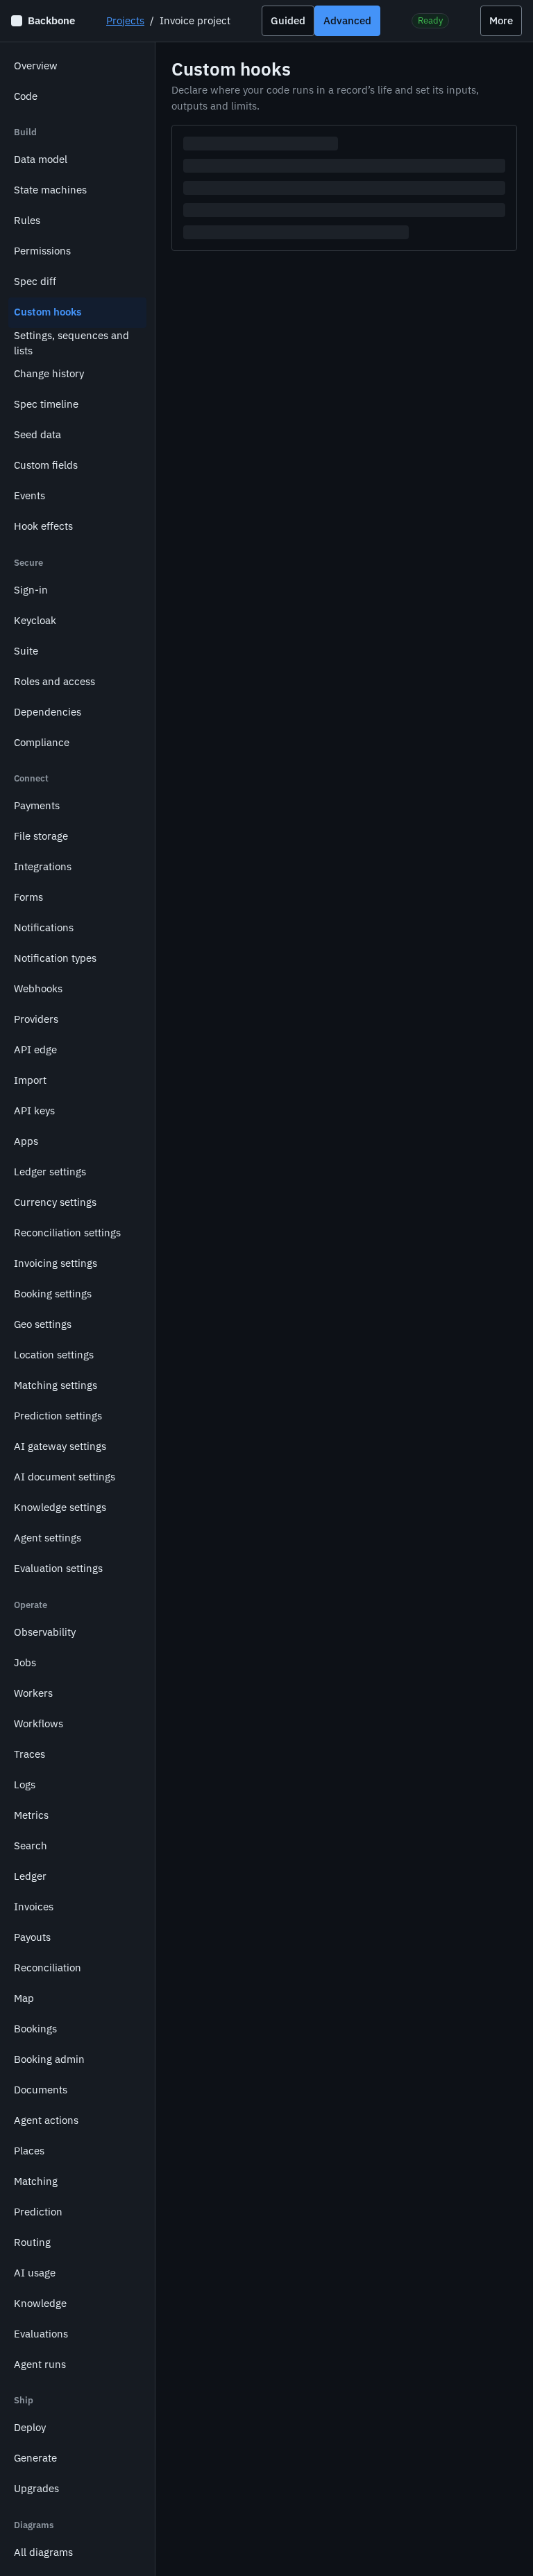 Backbone
Projects / Invoice project
Guided
Advanced
Ready
More
Overview
Code
Build
Data model
State machines
Rules
Permissions
Spec diff
Custom hooks
Settings, sequences and
lists
Change history
Spec timeline
Seed data
Custom fields
Events
Hook effects
Secure
Sign-in
Keycloak
Suite
Roles and access
Dependencies
Compliance
Connect
Payments
File storage
Integrations
Forms
Notifications
Notification types
Webhooks
Providers
API edge
Import
API keys
Apps
Ledger settings
Currency settings
Reconciliation settings
Invoicing settings
Booking settings
Geo settings
Location settings
Matching settings
Prediction settings
AI gateway settings
AI document settings
Knowledge settings
Agent settings
Evaluation settings
Operate
Observability
Jobs
Workers
Workflows
Traces
Logs
Metrics
Search
Ledger
Invoices
Payouts
Reconciliation
Map
Bookings
Booking admin
Documents
Agent actions
Places
Matching
Prediction
Routing
AI usage
Knowledge
Evaluations
Agent runs
Ship
Deploy
Generate
Upgrades
Diagrams
All diagrams
Custom hooks
Declare where your code runs in a record’s life and set its inputs,
outputs and limits.